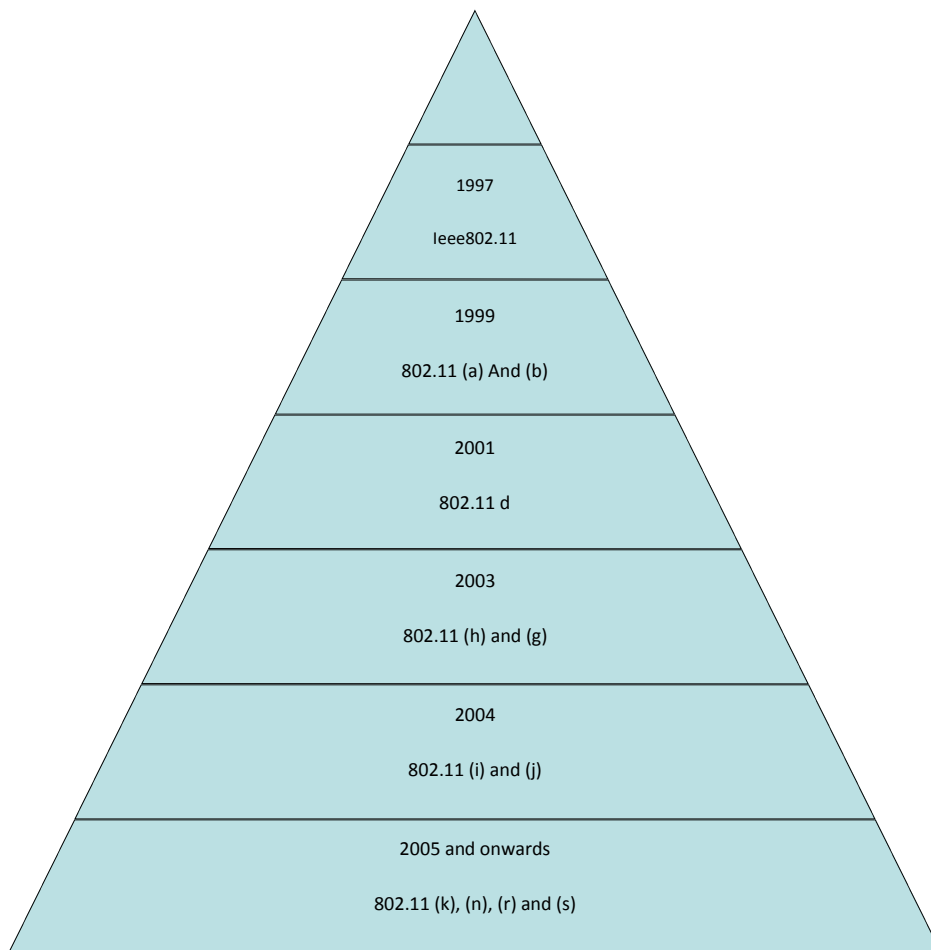 1997
Ieee802.11
1999
802.11 (a) And (b)
2001
802.11 d
2003
802.11 (h) and (g)
2004
802.11 (i) and (j)
2005 and onwards
802.11 (k), (n), (r) and (s)